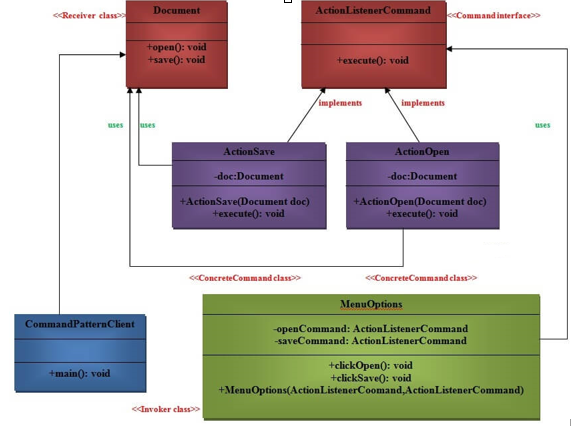 <<Receiver class>>
Document
+open(): void
+save(): void
ActionListenerCommand
+execute(): void
<<Command interface>>
implements
implements
uses
uses
uses
ActionSave
-doc:Document
+ActionSave(Document doc)
+execute(): void
ActionOpen
-doc:Document
+ActionOpen(Document doc)
+execute(): void
<<ConcreteCommand class>>
<<ConcreteCommand class>>
CommandPatternClient
+main(): void
MenuOptions
-openCommand: ActionListenerCommand
-saveCommand: ActionListenerCommand
+clickOpen(): void
+clickSave(): void
+MenuOptions(ActionListenerCoomand,ActionListenerCommand)
<<Invoker class>>